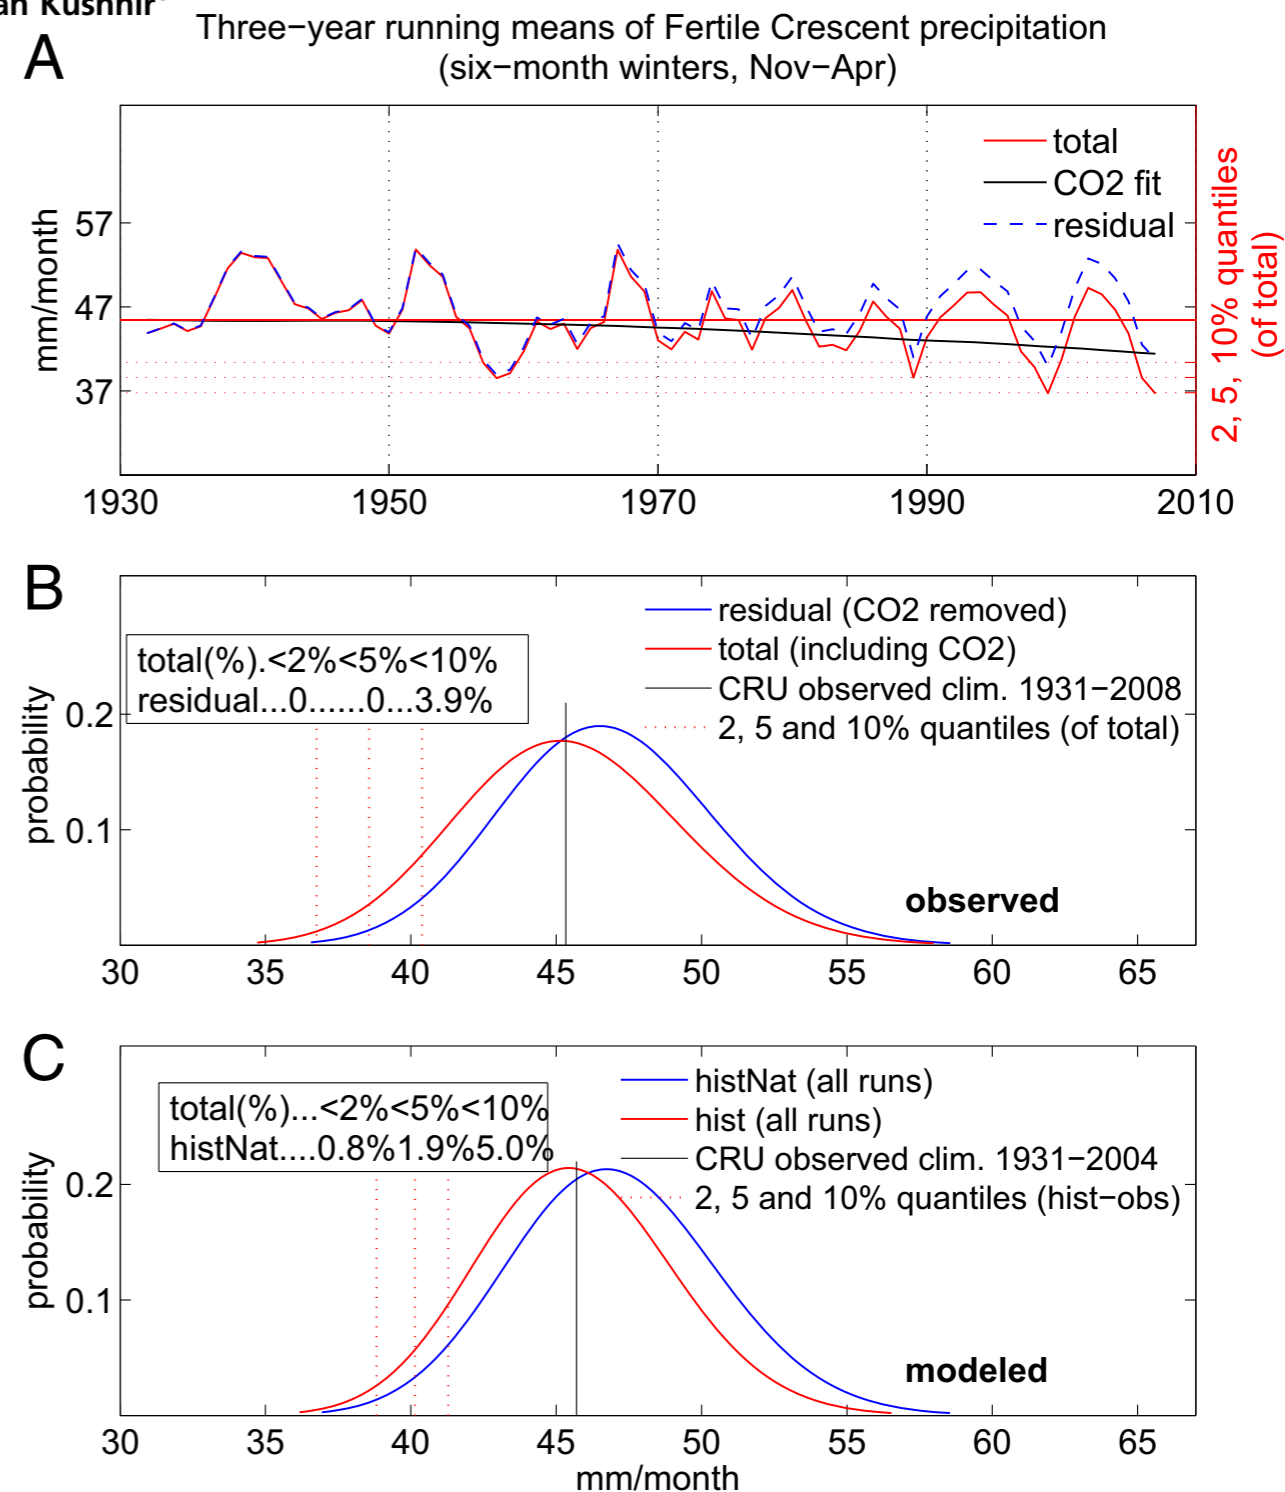 an Kushnir
Three−year running means of Fertile Crescent precipitation
(six−month winters, Nov−Apr)
A
total
CO2 fit
residual
57
47
37
mm/month
2, 5, 10% quantiles
(of total)
1930 1950 1970 1990 2010
B
residual (CO2 removed)
total (including CO2)
CRU observed clim. 1931−2008
2, 5 and 10% quantiles (of total)
total(%).<2%<5%<10%
residual...0......0...3.9%
0.2
0.1
probability
observed
30 35 40 45 50 55 60 65
C
histNat (all runs)
hist (all runs)
CRU observed clim. 1931−2004
2, 5 and 10% quantiles (hist−obs)
total(%)...<2%<5%<10%
histNat....0.8%1.9%5.0%
0.2
0.1
probability
modeled
30 35 40 45 50 55 60 65
mm/month